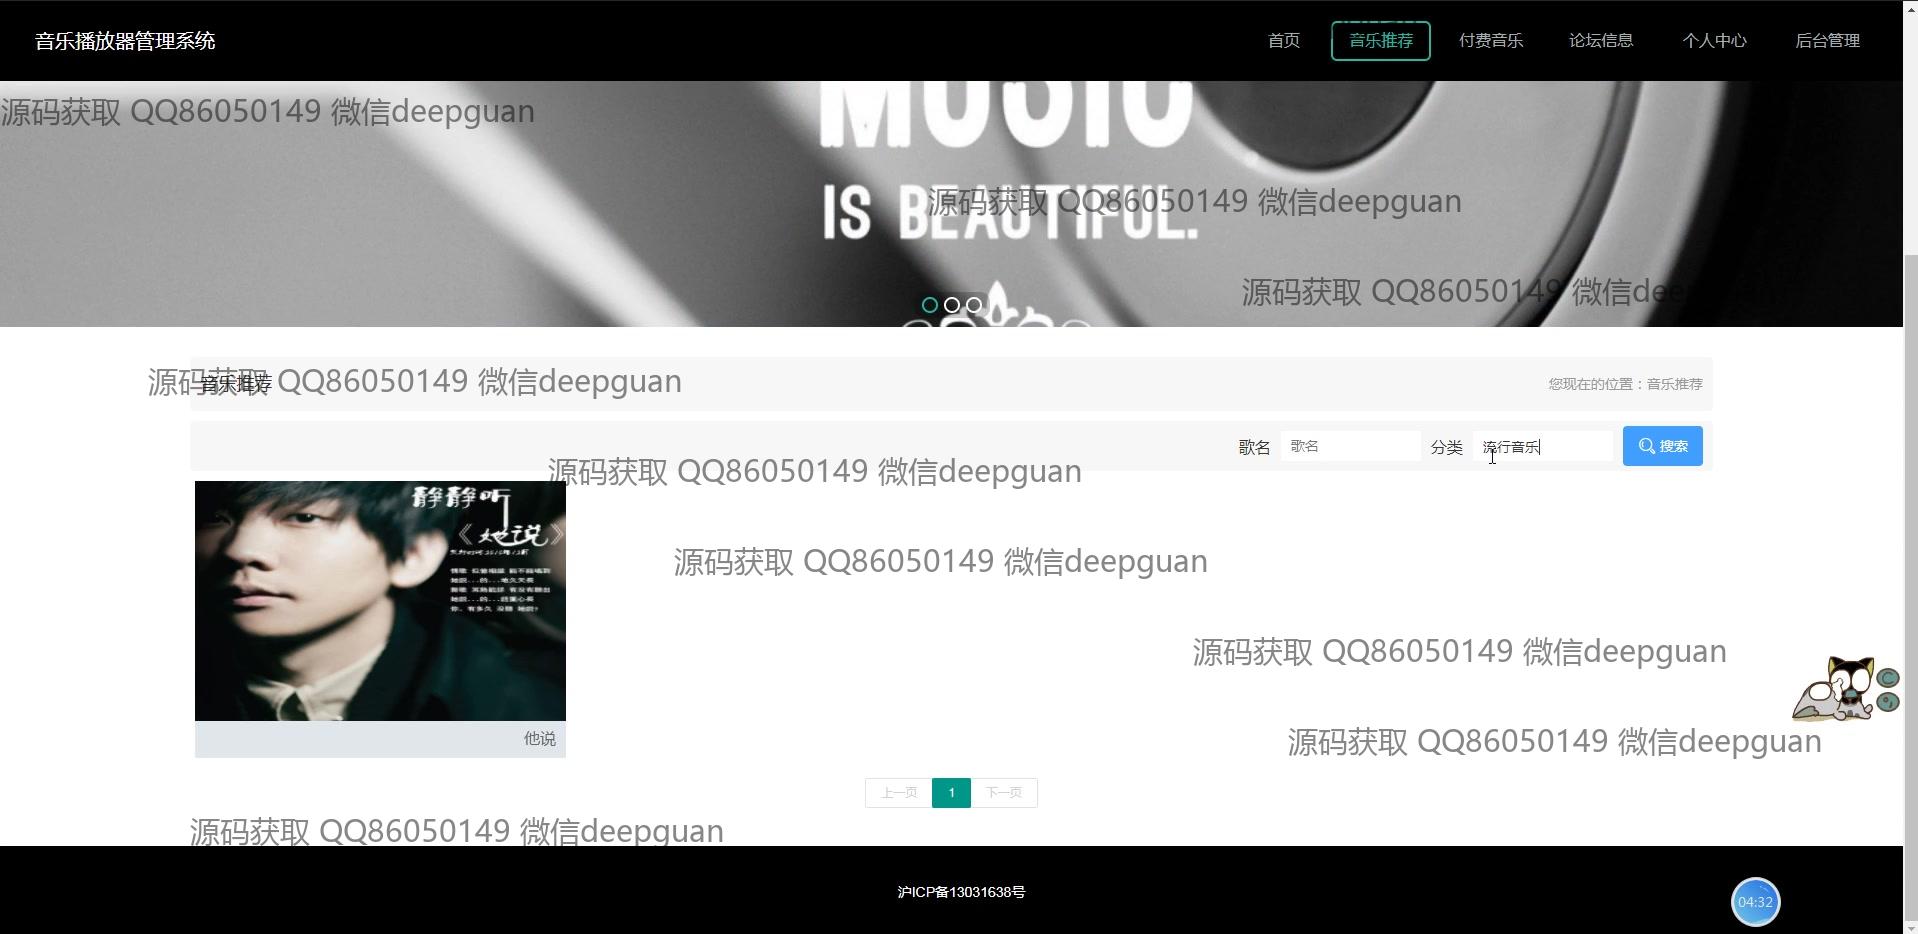 音乐播放器管理系统
首页
音乐推荐
付费音乐
论坛信息
个人中心
后台管理
源码获取 QQ86050149 微信deepguan
MUSIC
IS BEAUTIFUL.
源码获取 QQ86050149 微信deepguan
源码获取 QQ86050149 微信deepguan
源码获取 QQ86050149 微信deepguan
音乐推荐
您现在的位置：音乐推荐
歌名
歌名
分类
流行音乐
搜索
源码获取 QQ86050149 微信deepguan
静静听
《她说》
源码获取 QQ86050149 微信deepguan
源码获取 QQ86050149 微信deepguan
他说
源码获取 QQ86050149 微信deepguan
上一页
1
下一页
源码获取 QQ86050149 微信deepguan
沪ICP备13031638号
04:32